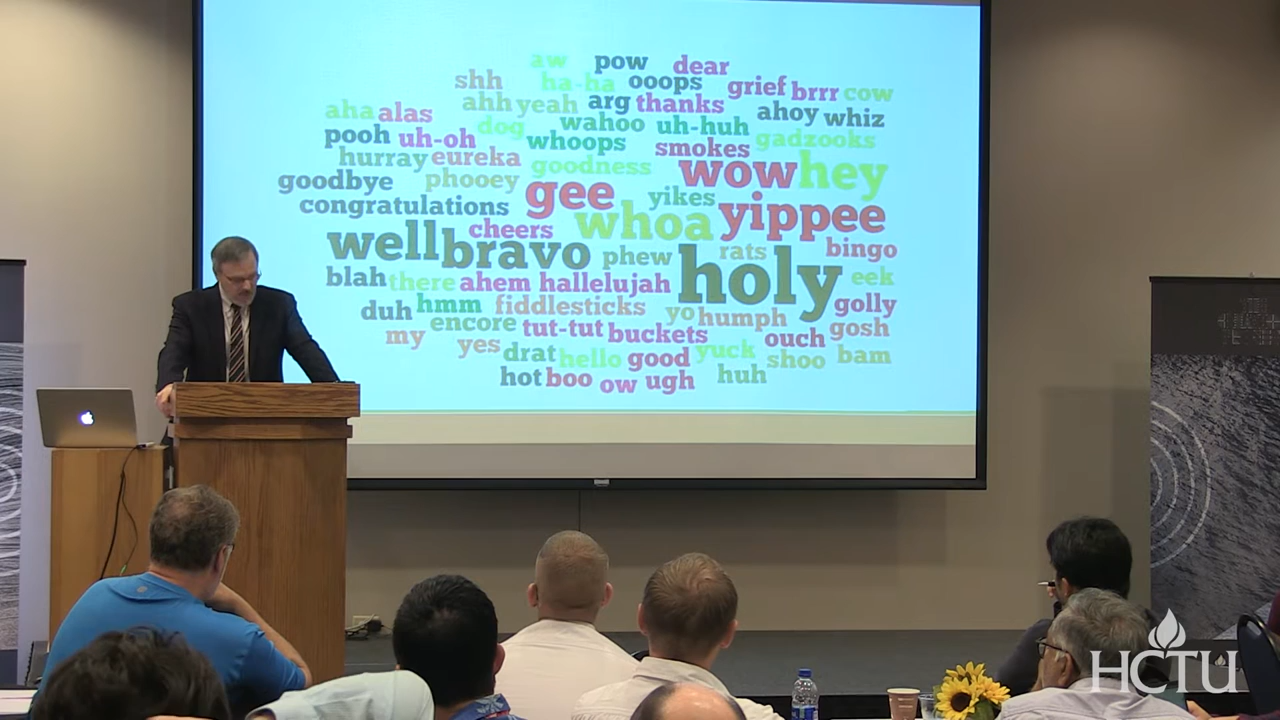 aw pow dear
shh ha-ha ooops grief brrr cow
aha alas ahh yeah arg thanks ahoy whiz
pooh uh-oh dog wahoo uh-huh gadzooks
whoops smokes
hurray eureka goodness wow hey
goodbye phooey gee yikes
congratulations whoa yippee
cheers
well bravo phew rats bingo
blah there ahem hallelujah holy eek
duh hmm fiddlesticks yo humph golly
my encore tut-tut buckets ouch gosh
yes drat hello good yuck shoo bam
hot boo ow ugh huh
HCTU